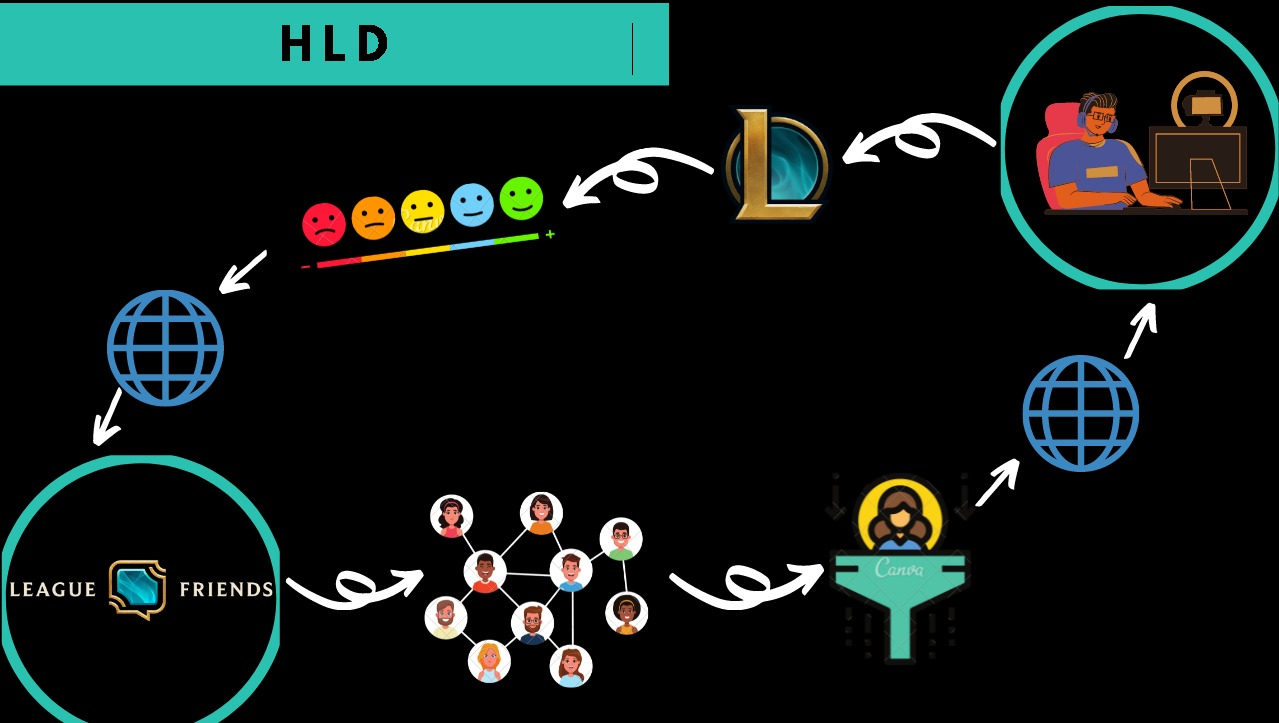 HLD
- +
LEAGUE FRIENDS
Canva